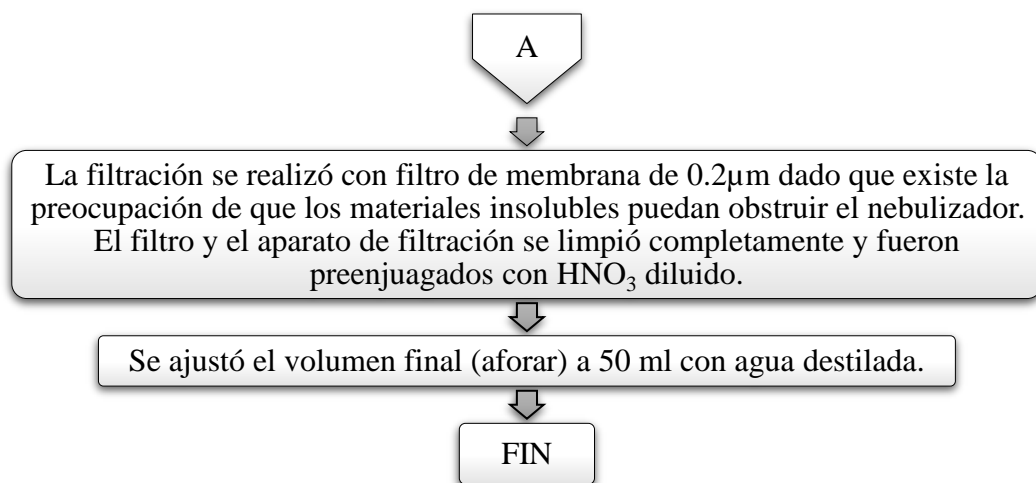 A
La filtración se realizó con filtro de membrana de 0.2µm dado que existe la
preocupación de que los materiales insolubles puedan obstruir el nebulizador.
El filtro y el aparato de filtración se limpió completamente y fueron
preenjuagados con HNO₃ diluido.
Se ajustó el volumen final (aforar) a 50 ml con agua destilada.
FIN